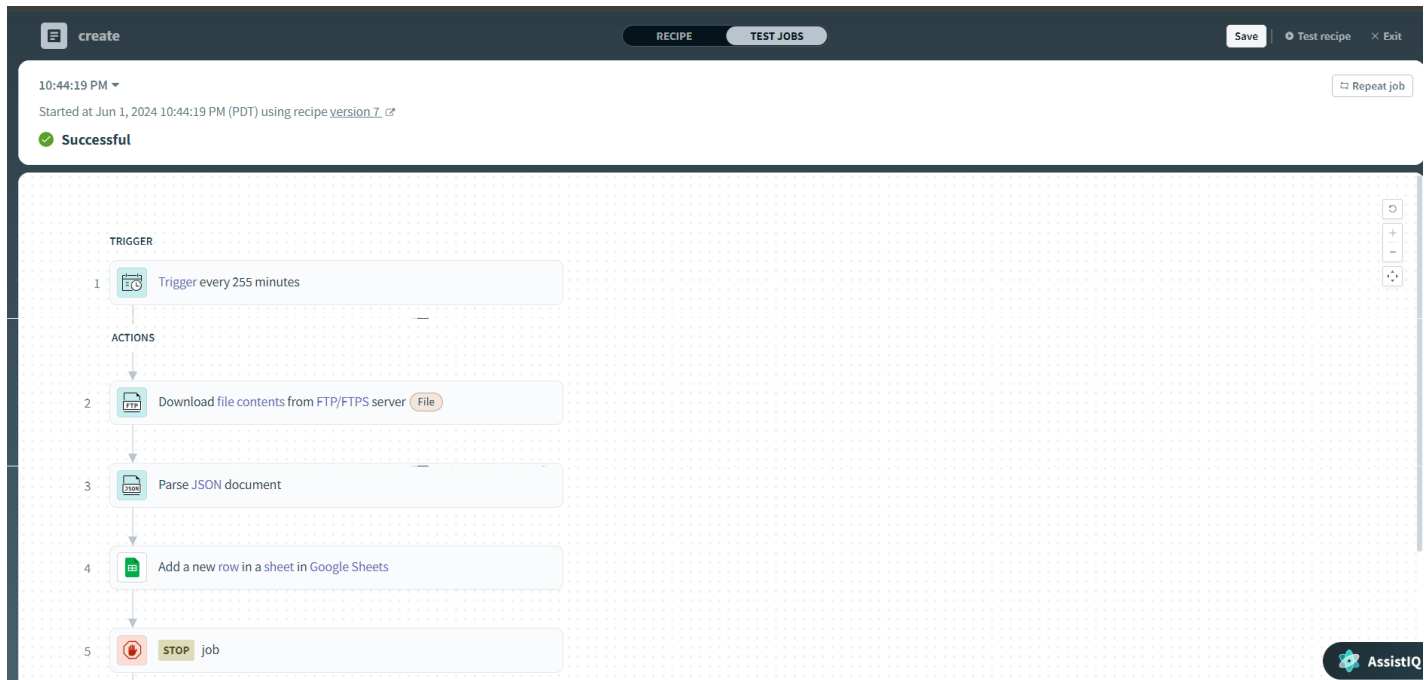 create
RECIPE TEST JOBS
Save Test recipe Exit
10:44:19 PM
Repeat job
Started at Jun 1, 2024 10:44:19 PM (PDT) using recipe version 7
Successful
TRIGGER
1 Trigger every 255 minutes
ACTIONS
2 FTP Download file contents from FTP/FTPS server File
3 JSON Parse JSON document
4 Add a new row in a sheet in Google Sheets
5 STOP job
AssistIQ